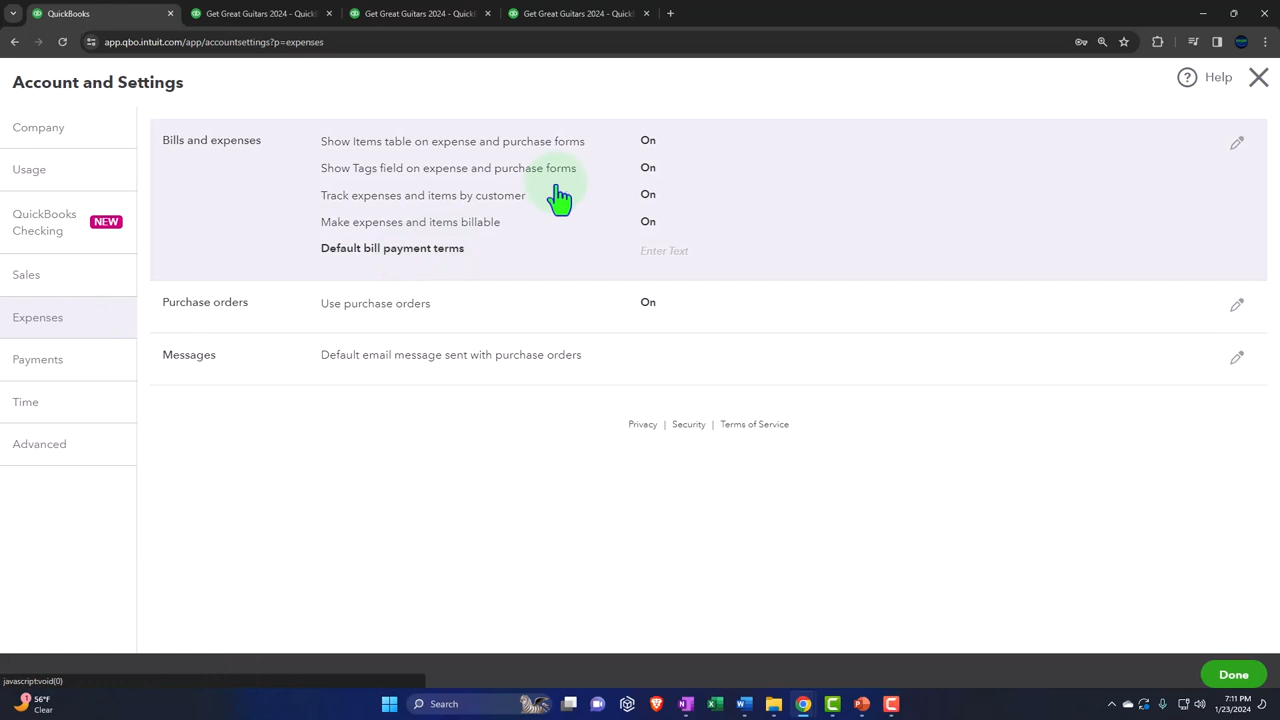 QuickBooks
Get Great Guitars 2024 - QuickB
Get Great Guitars 2024 - QuickB
Get Great Guitars 2024 - QuickB
app.qbo.intuit.com/app/accountsettings?p=expenses
Account and Settings
Help
Company
Usage
QuickBooks
Checking
NEW
Sales
Expenses
Payments
Time
Advanced
Bills and expenses
Show Items table on expense and purchase forms On
Show Tags field on expense and purchase forms On
Track expenses and items by customer On
Make expenses and items billable On
Default bill payment terms Enter Text
Purchase orders
Use purchase orders On
Messages
Default email message sent with purchase orders
Privacy | Security | Terms of Service
Done
javascript:void(0)
1
56°F
Clear
Search
7:11 PM
1/23/2024